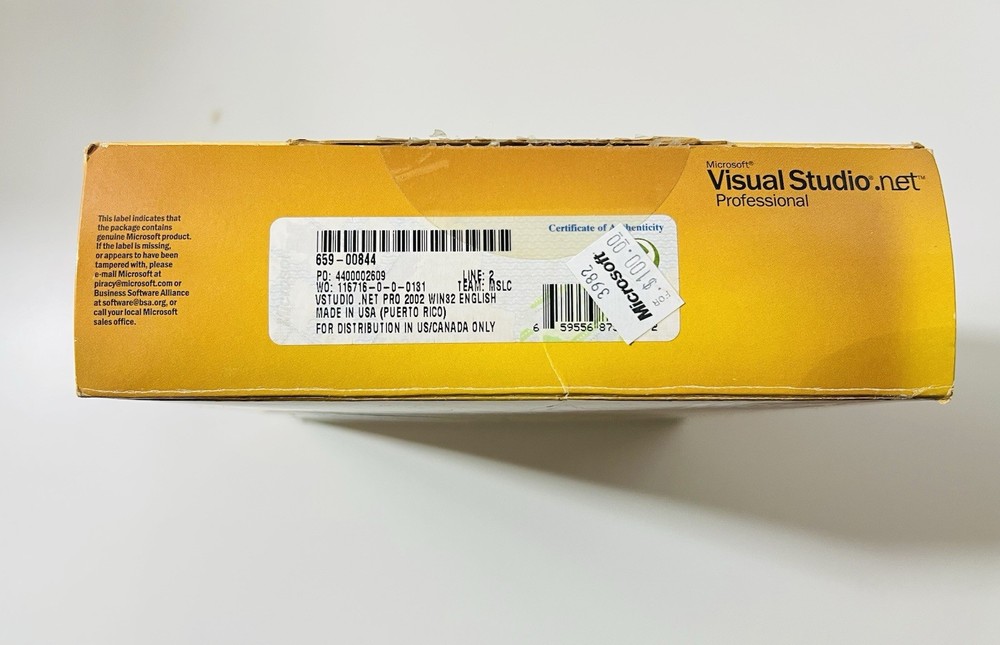 This label indicates that
the package contains
genuine Microsoft product.
If the label is missing,
or appears to have been
tampered with, please
e-mail Microsoft at
piracy@microsoft.com or
Business Software Alliance
at software@bsa.org, or
call your local Microsoft
sales office.
659-00844
PO: 4400002609 LINE: 2
WO: 116716-0-0-0181 TEAM: MSLC
VSTUDIO .NET PRO 2002 WIN32 ENGLISH
MADE IN USA (PUERTO RICO)
FOR DISTRIBUTION IN US/CANADA ONLY
Certificate of Authenticity
6 59556
3982
$100.00
Microsoft
Microsoft®
Visual Studio®.net™
Professional